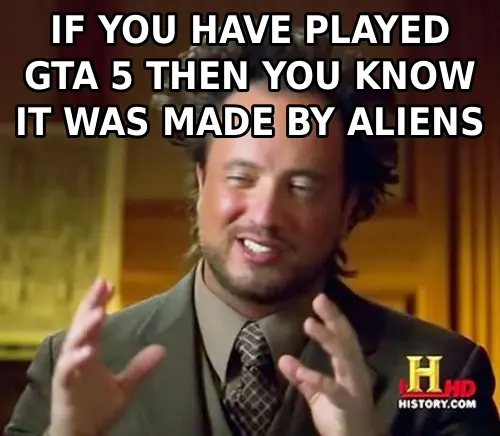 IF YOU HAVE PLAYED
GTA 5 THEN YOU KNOW
IT WAS MADE BY ALIENS
H HD
HISTORY.COM